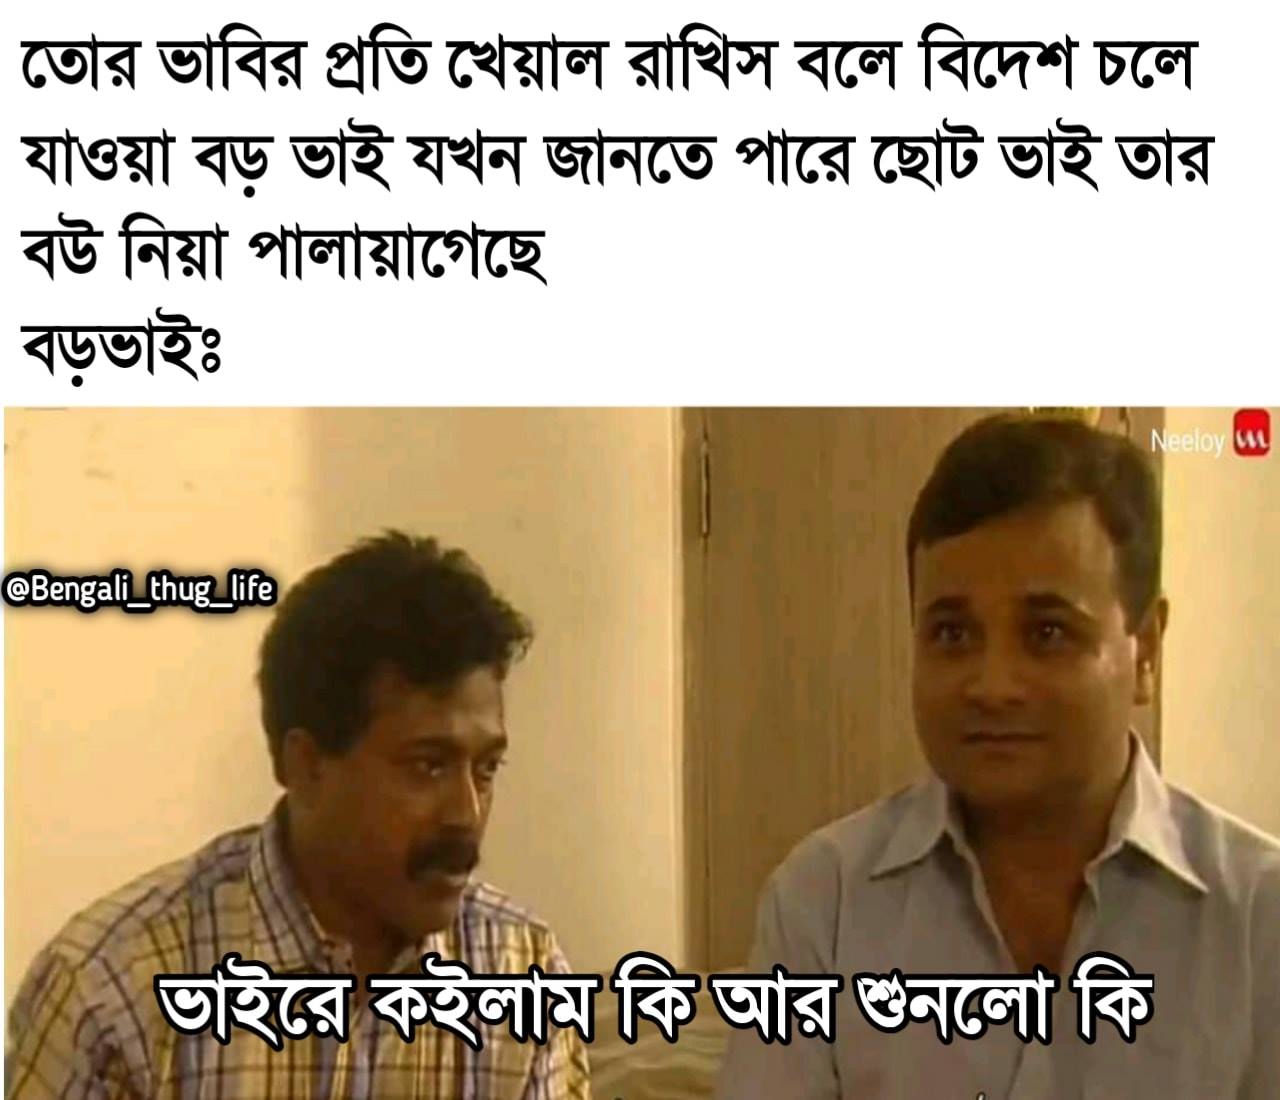 তোর ভাবির প্রতি খেয়াল রাখিস বলে বিদেশ চলে
যাওয়া বড় ভাই যখন জানতে পারে ছোট ভাই তার
বউ নিয়া পালায়াগেছে
বড়ভাইঃ
Neeloy
@Bengali_thug_life
ভাইরে কইলাম কি আর শুনলো কি